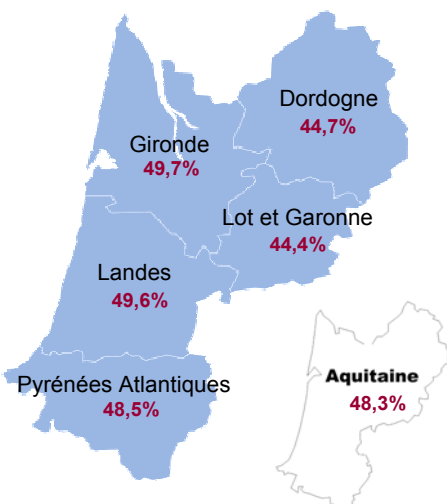 Dordogne
44,7%
Gironde
49,7%
Lot et Garonne
44,4%
Landes
49,6%
Pyrénées Atlantiques
48,5%
Aquitaine
48,3%